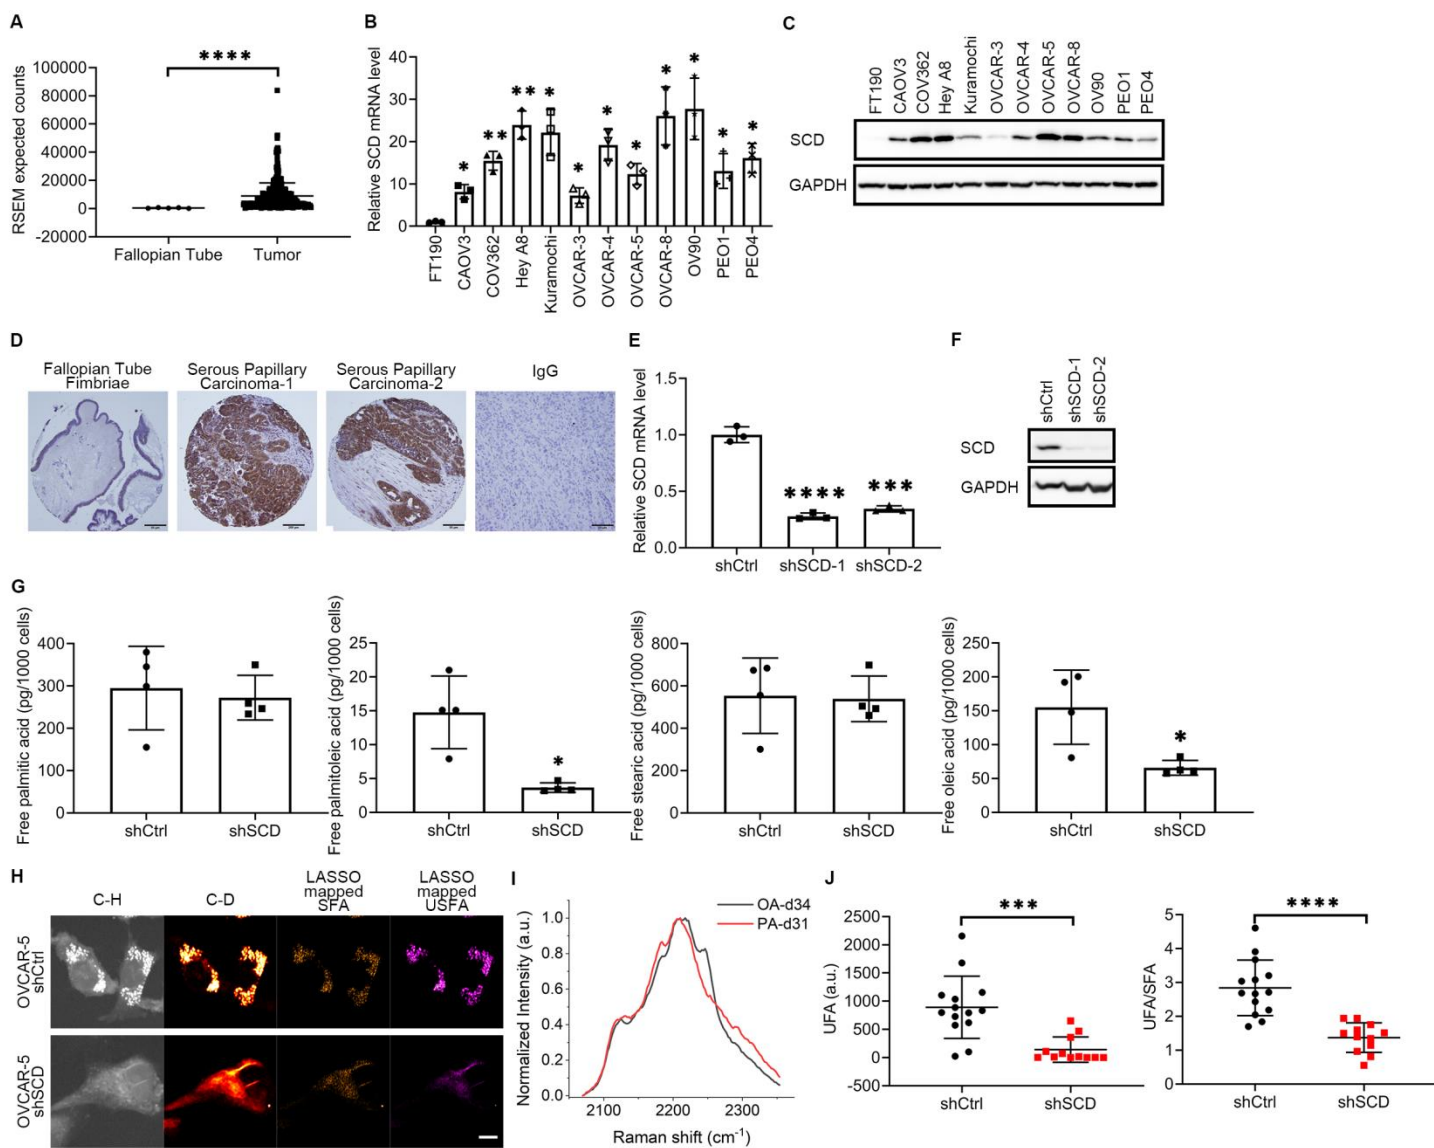 A
****
RSEM expected counts
100000
80000
60000
40000
20000
0
-20000
Fallopian Tube
Tumor
B
Relative SCD mRNA level
40
30
20
10
0
*
**
**
*
*
*
*
*
*
*
*
FT190
CAOV3
COV362
Hey A8
Kuramochi
OVCAR-3
OVCAR-4
OVCAR-5
OVCAR-8
OV90
PEO1
PEO4
C
FT190
CAOV3
COV362
Hey A8
Kuramochi
OVCAR-3
OVCAR-4
OVCAR-5
OVCAR-8
OV90
PEO1
PEO4
SCD
GAPDH
D
Fallopian Tube
Fimbriae
Serous Papillary
Carcinoma-1
Serous Papillary
Carcinoma-2
IgG
E
Relative SCD mRNA level
1.5
1.0
0.5
0.0
****
***
shCtrl
shSCD-1
shSCD-2
F
shCtrl
shSCD-1
shSCD-2
SCD
GAPDH
G
Free palmitic acid (pg/1000 cells)
400
300
200
100
0
shCtrl
shSCD
Free palmitoleic acid (pg/1000 cells)
25
20
15
10
5
0
*
shCtrl
shSCD
Free stearic acid (pg/1000 cells)
800
600
400
200
0
shCtrl
shSCD
Free oleic acid (pg/1000 cells)
250
200
150
100
50
0
*
shCtrl
shSCD
H
C-H
C-D
LASSO
mapped
SFA
LASSO
mapped
USFA
OVCAR-5
shCtrl
OVCAR-5
shSCD
I
Normalized Intensity (a.u.)
1.0
0.8
0.6
0.4
0.2
0.0
OA-d34
PA-d31
2100
2200
2300
Raman shift (cm⁻¹)
J
***
UFA (a.u.)
2500
2000
1500
1000
500
0
-500
shCtrl
shSCD
****
UFA/SFA
5
4
3
2
1
0
shCtrl
shSCD